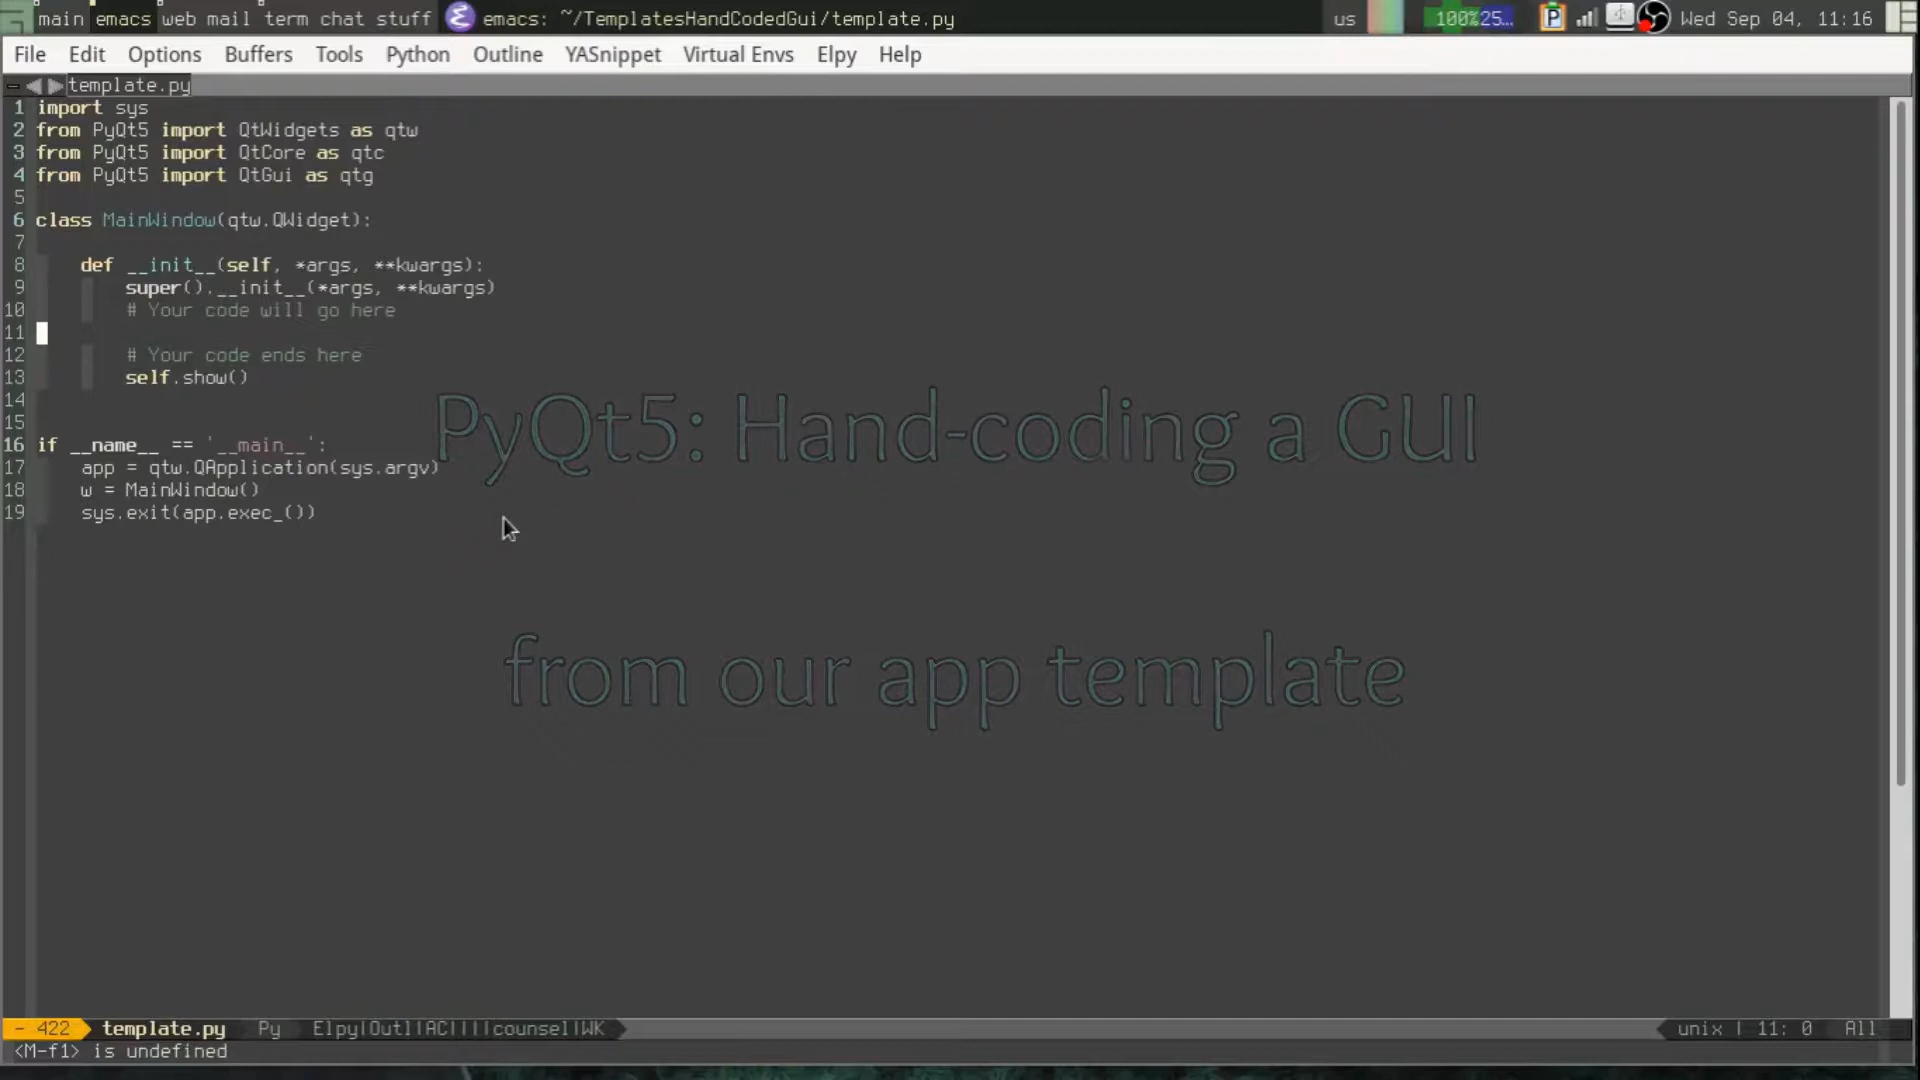 main emacs web mail term chat stuff emacs: ~/TemplatesHandCodedGui/template.py us 100%25… P Wed Sep 04, 11:16
File Edit Options Buffers Tools Python Outline YASnippet Virtual Envs Elpy Help
template.py
1 import sys
2 from PyQt5 import QtWidgets as qtw
3 from PyQt5 import QtCore as qtc
4 from PyQt5 import QtGui as qtg
5
6 class MainWindow(qtw.QWidget):
7
8 def __init__(self, *args, **kwargs):
9 super().__init__(*args, **kwargs)
10 # Your code will go here
11
12 # Your code ends here
13 self.show()
14
15
16 if __name__ == '__main__':
17 app = qtw.QApplication(sys.argv)
18 w = MainWindow()
19 sys.exit(app.exec_())
PyQt5: Hand-coding a GUI
from our app template
- 422 template.py Py Elpy|Outl|AC||||counsel|WK unix | 11: 0 All
<M-f1> is undefined